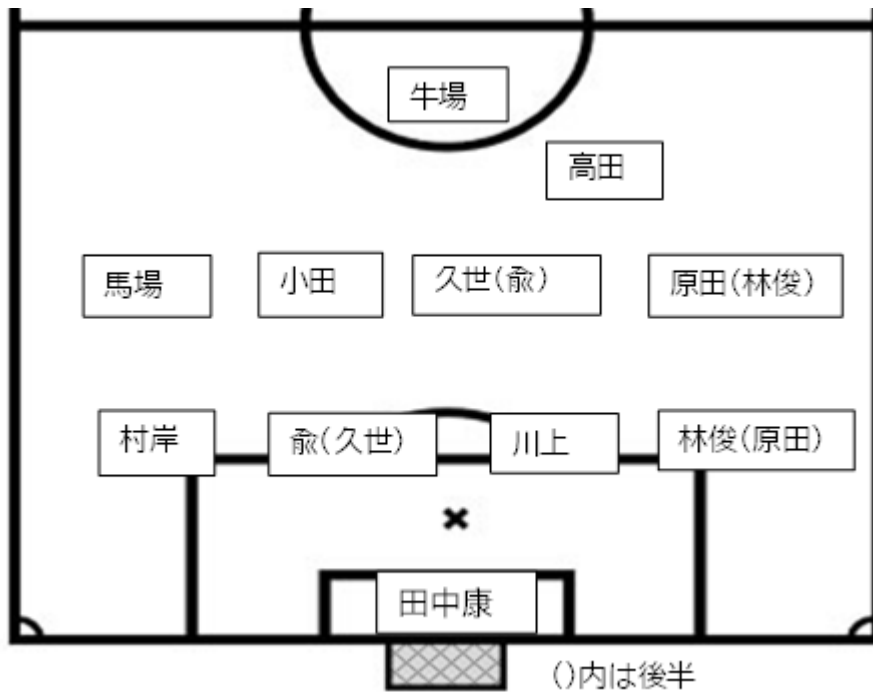 牛場
高田
馬場
小田
久世(兪)
原田(林俊)
村岸
兪(久世)
川上
林俊(原田)
田中康
()内は後半